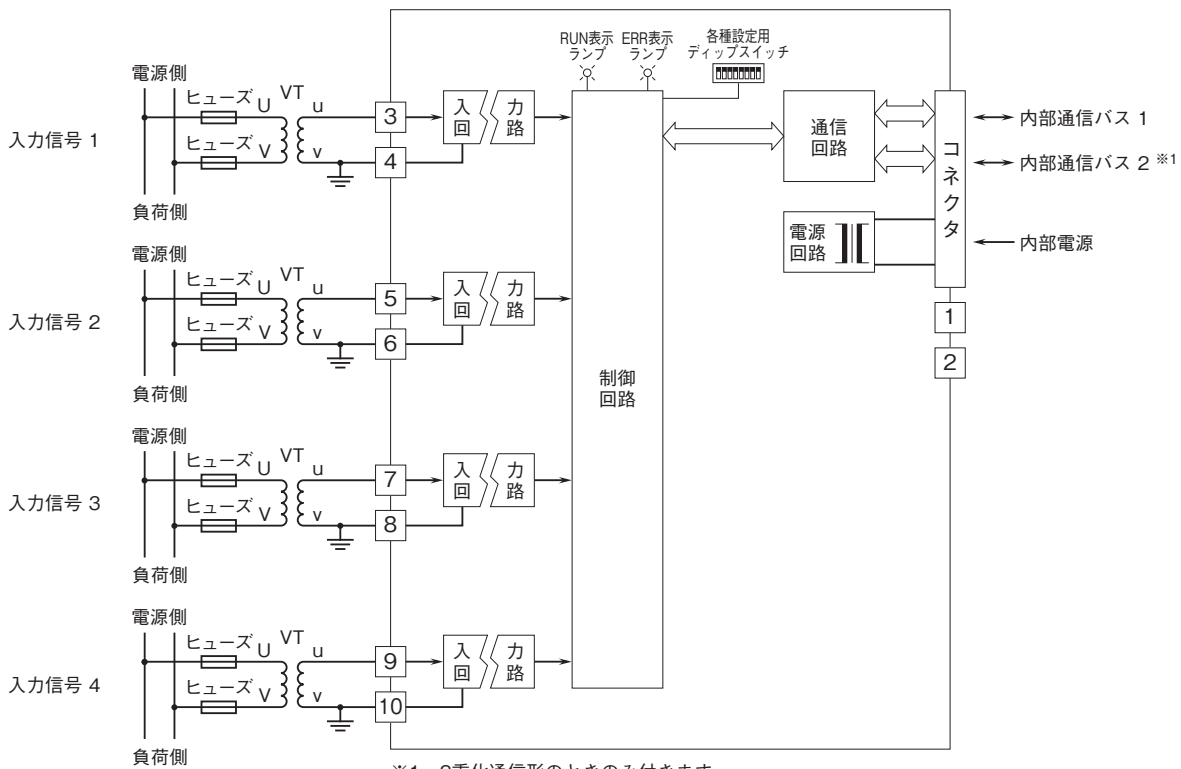 RUN表示
ランプ
ERR表示
ランプ
各種設定用
ディップスイッチ
入力信号 1
電源側
ヒューズ
U
VT
u
ヒューズ
V
v
負荷側
3
4
入 力
回 路
入力信号 2
電源側
ヒューズ
U
VT
u
ヒューズ
V
v
負荷側
5
6
入 力
回 路
入力信号 3
電源側
ヒューズ
U
VT
u
ヒューズ
V
v
負荷側
7
8
入 力
回 路
入力信号 4
電源側
ヒューズ
U
VT
u
ヒューズ
V
v
負荷側
9
10
入 力
回 路
制御
回路
通信
回路
電源
回路
コネクタ
内部通信バス 1
内部通信バス 2 ※1
内部電源
1
2